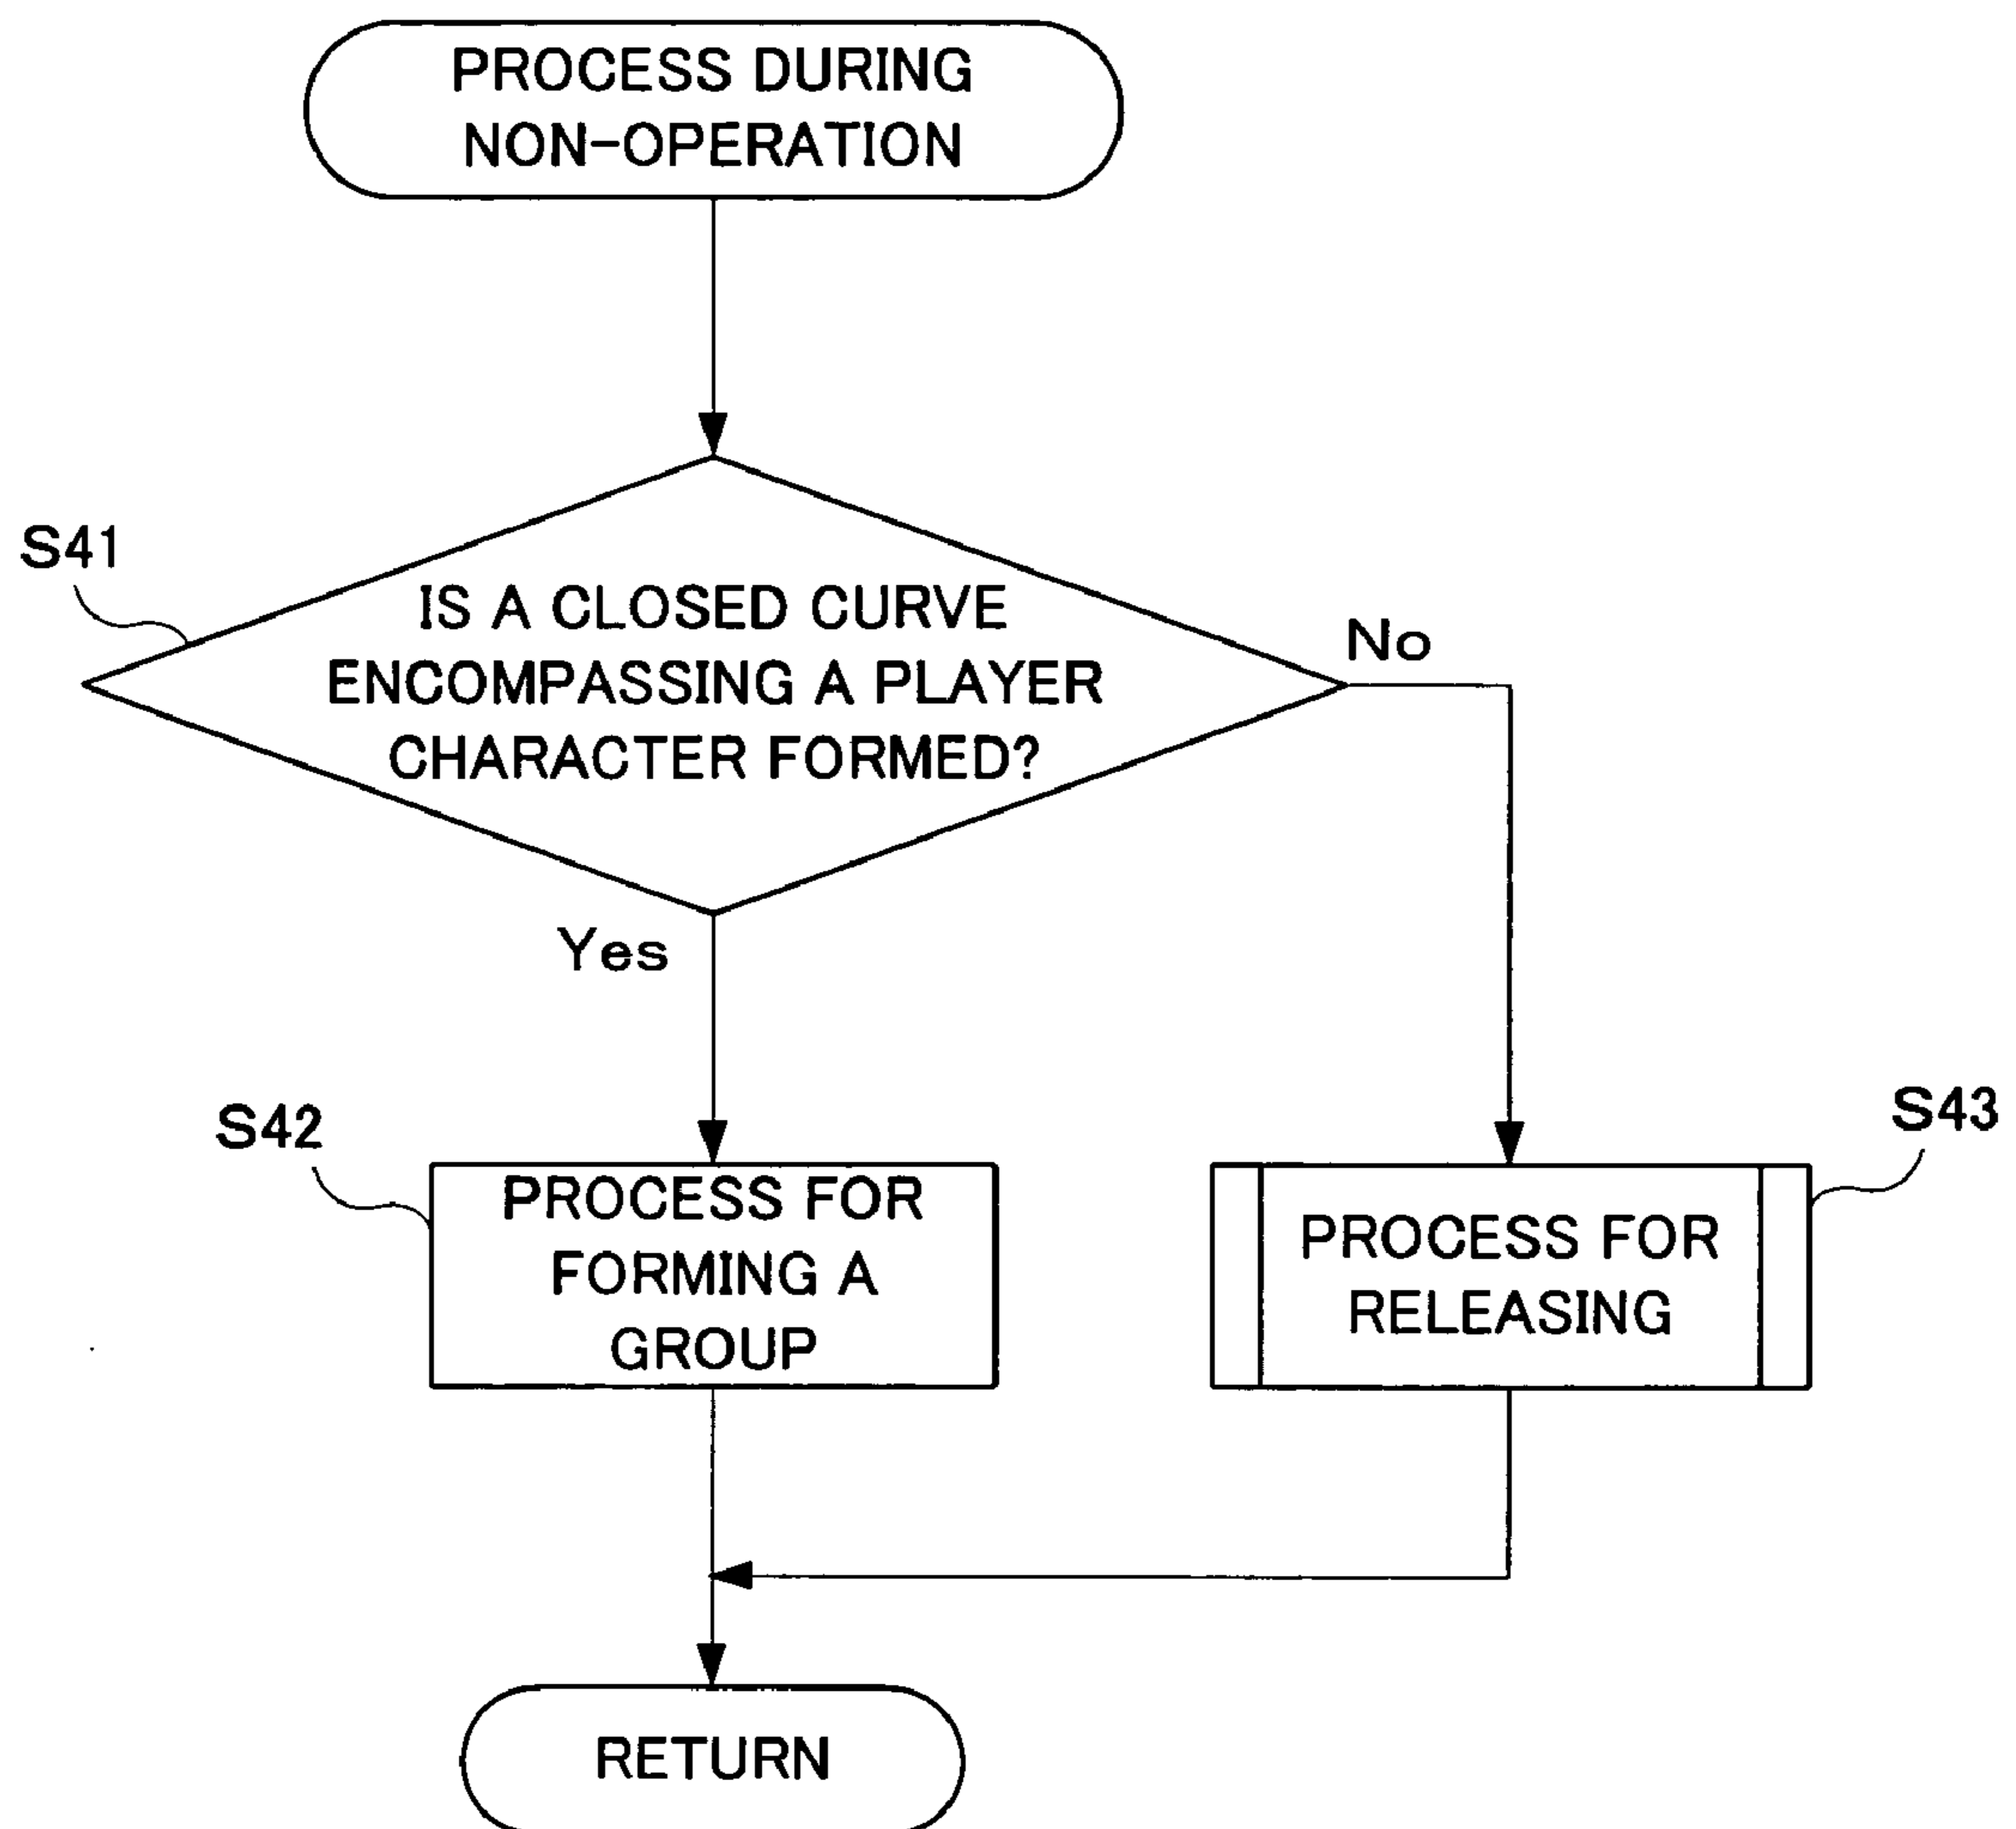 PROCESS DURING
NON-OPERATION
S41
IS A CLOSED CURVE
ENCOMPASSING A PLAYER
CHARACTER FORMED?
No
Yes
S42
PROCESS FOR
FORMING A
GROUP
S43
PROCESS FOR
RELEASING
RETURN